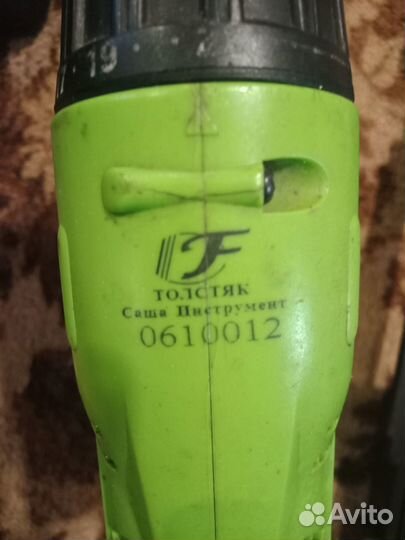 19
ТОЛСТЯК
Саша Инструмент
0610012
Avito